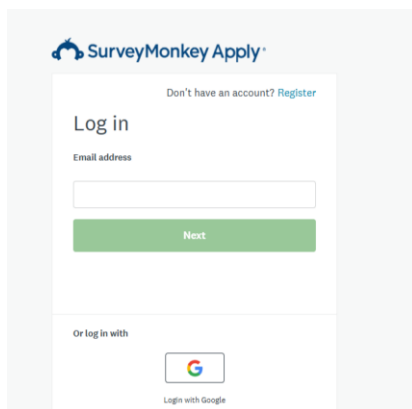 SurveyMonkey Apply
Don't have an account? Register
Log in
Email address
Next
Or log in with
Login with Google